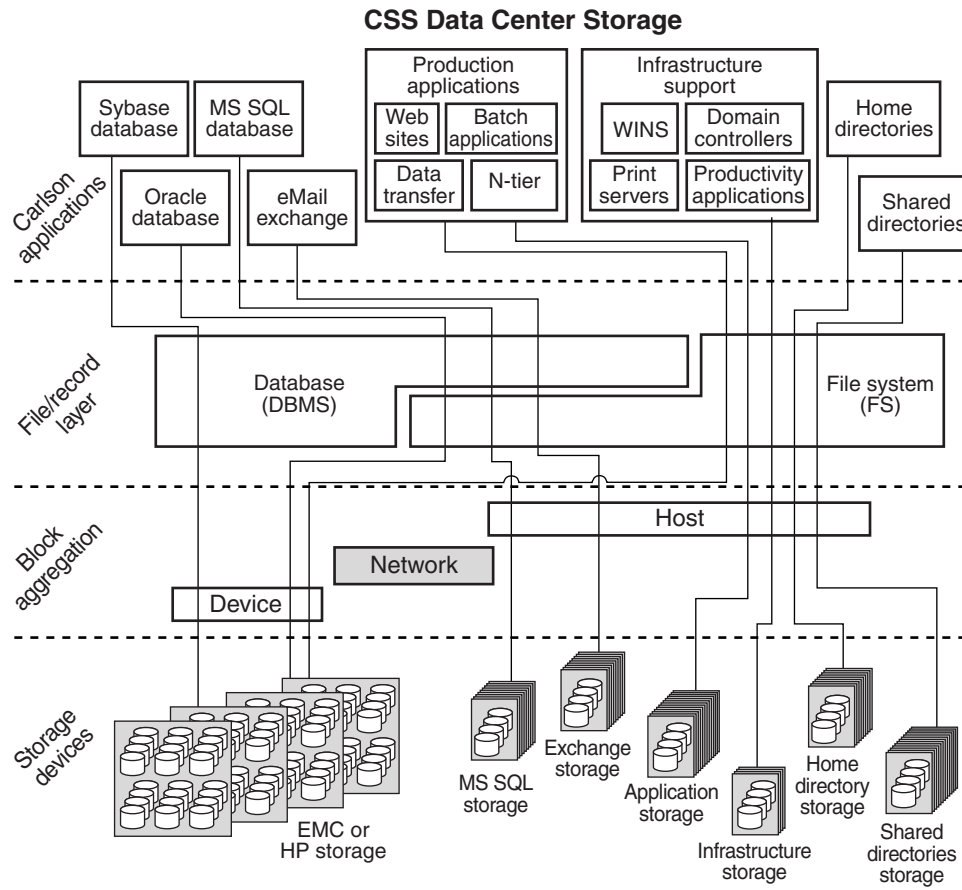 CSS Data Center Storage
Carlson
applications
Sybase
database
MS SQL
database
Oracle
database
eMail
exchange
Production
applications
Web
sites
Batch
applications
Data
transfer
N-tier
Infrastructure
support
WINS
Domain
controllers
Print
servers
Productivity
applications
Home
directories
Shared
directories
File/record
layer
Database
(DBMS)
File system
(FS)
Block
aggregation
Host
Network
Device
Storage
devices
EMC or
HP storage
MS SQL
storage
Exchange
storage
Application
storage
Infrastructure
storage
Home
directory
storage
Shared
directories
storage